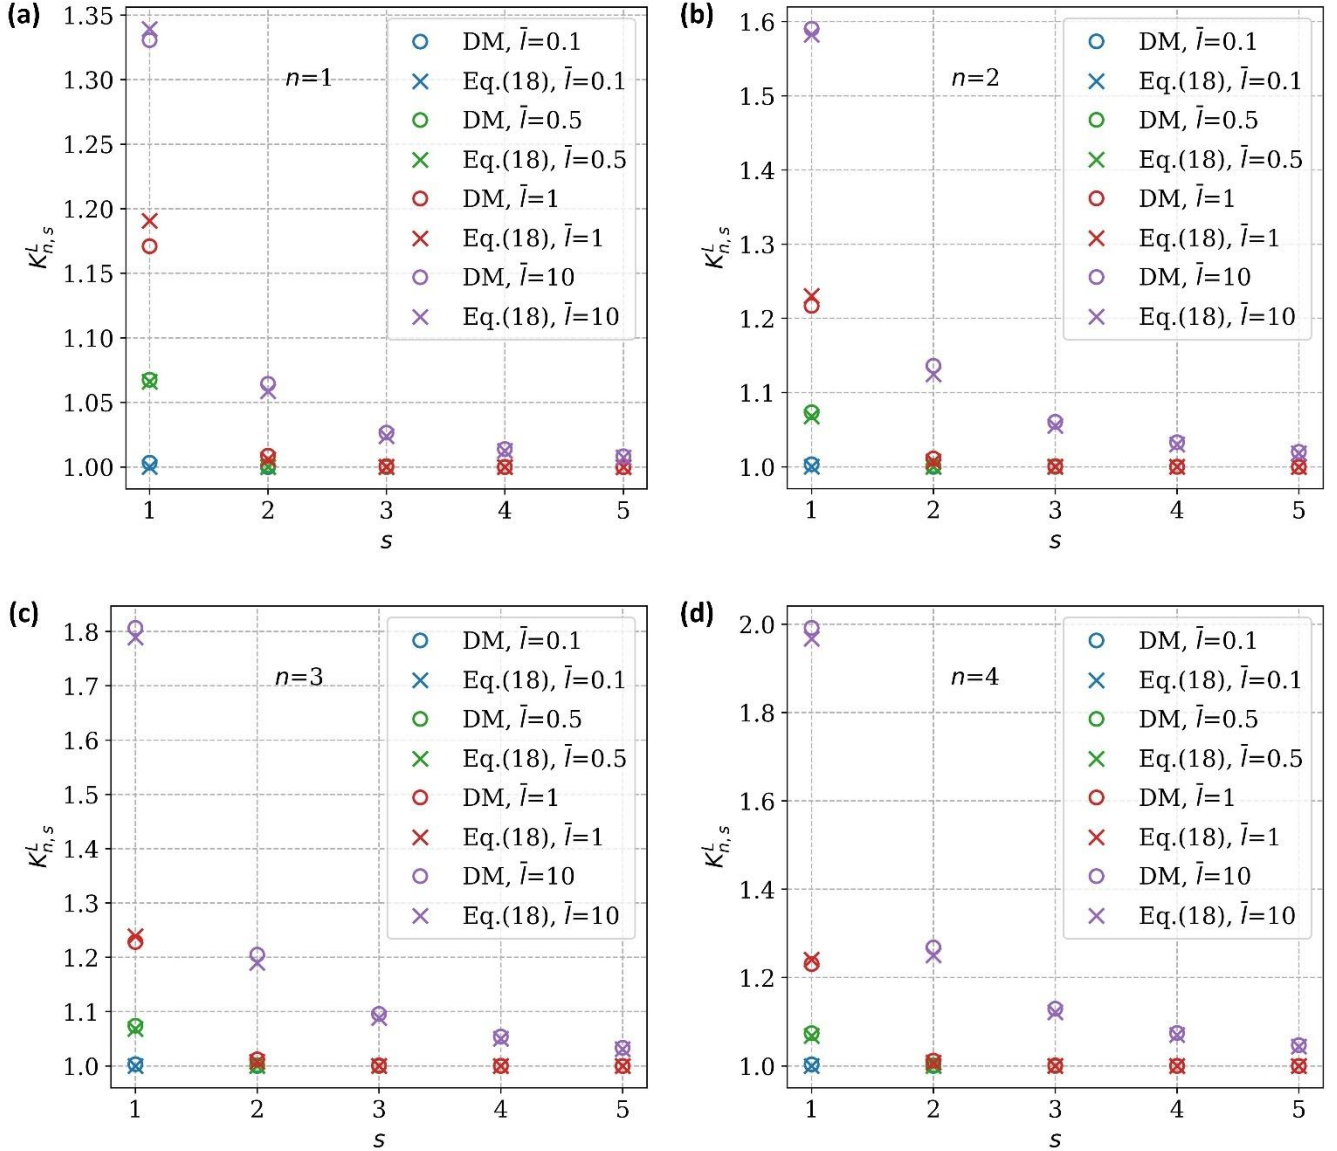 (a)
1.35
1.30
1.25
1.20
1.15
1.10
1.05
1.00
K^L_{n,s}
n=1
DM, l̄=0.1
Eq.(18), l̄=0.1
DM, l̄=0.5
Eq.(18), l̄=0.5
DM, l̄=1
Eq.(18), l̄=1
DM, l̄=10
Eq.(18), l̄=10
1 2 3 4 5
s
(b)
1.6
1.5
1.4
1.3
1.2
1.1
1.0
K^L_{n,s}
n=2
DM, l̄=0.1
Eq.(18), l̄=0.1
DM, l̄=0.5
Eq.(18), l̄=0.5
DM, l̄=1
Eq.(18), l̄=1
DM, l̄=10
Eq.(18), l̄=10
1 2 3 4 5
s
(c)
1.8
1.7
1.6
1.5
1.4
1.3
1.2
1.1
1.0
K^L_{n,s}
n=3
DM, l̄=0.1
Eq.(18), l̄=0.1
DM, l̄=0.5
Eq.(18), l̄=0.5
DM, l̄=1
Eq.(18), l̄=1
DM, l̄=10
Eq.(18), l̄=10
1 2 3 4 5
s
(d)
2.0
1.8
1.6
1.4
1.2
1.0
K^L_{n,s}
n=4
DM, l̄=0.1
Eq.(18), l̄=0.1
DM, l̄=0.5
Eq.(18), l̄=0.5
DM, l̄=1
Eq.(18), l̄=1
DM, l̄=10
Eq.(18), l̄=10
1 2 3 4 5
s